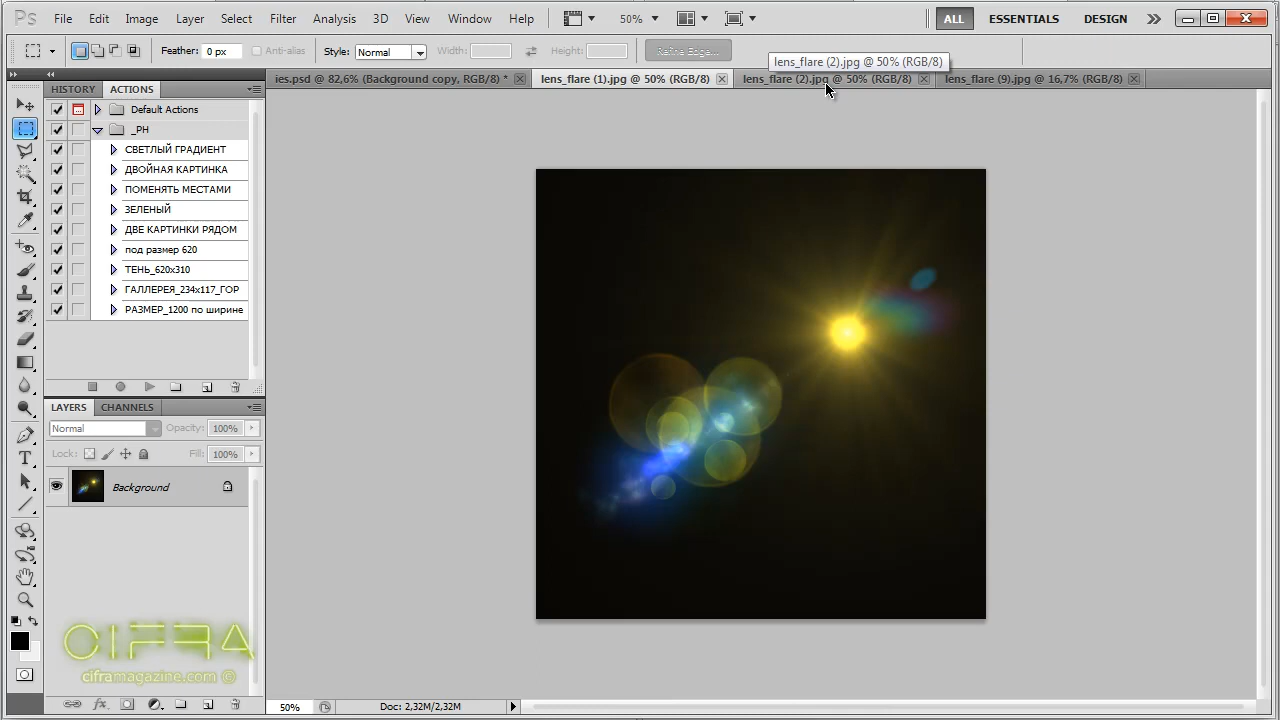 Ps File Edit Image Layer Select Filter Analysis 3D View Window Help 50% ALL ESSENTIALS DESIGN
Feather: 0 px Anti-alias Style: Normal Width: Height: Refine Edge...
lens_flare (2).jpg @ 50% (RGB/8)
ies.psd @ 82,6% (Background copy, RGB/8) * lens_flare (1).jpg @ 50% (RGB/8) lens_flare (2).jpg @ 50% (RGB/8) lens_flare (9).jpg @ 16,7% (RGB/8)
HISTORY ACTIONS
Default Actions
_PH
СВЕТЛЫЙ ГРАДИЕНТ
ДВОЙНАЯ КАРТИНКА
ПОМЕНЯТЬ МЕСТАМИ
ЗЕЛЕНЫЙ
ДВЕ КАРТИНКИ РЯДОМ
под размер 620
ТЕНЬ_620x310
ГАЛЛЕРЕЯ_234x117_ГОР
РАЗМЕР_1200 по ширине
LAYERS CHANNELS
Normal Opacity: 100%
Lock: Fill: 100%
Background
CIFRA
ciframagazine.com ©
50% Doc: 2,32M/2,32M